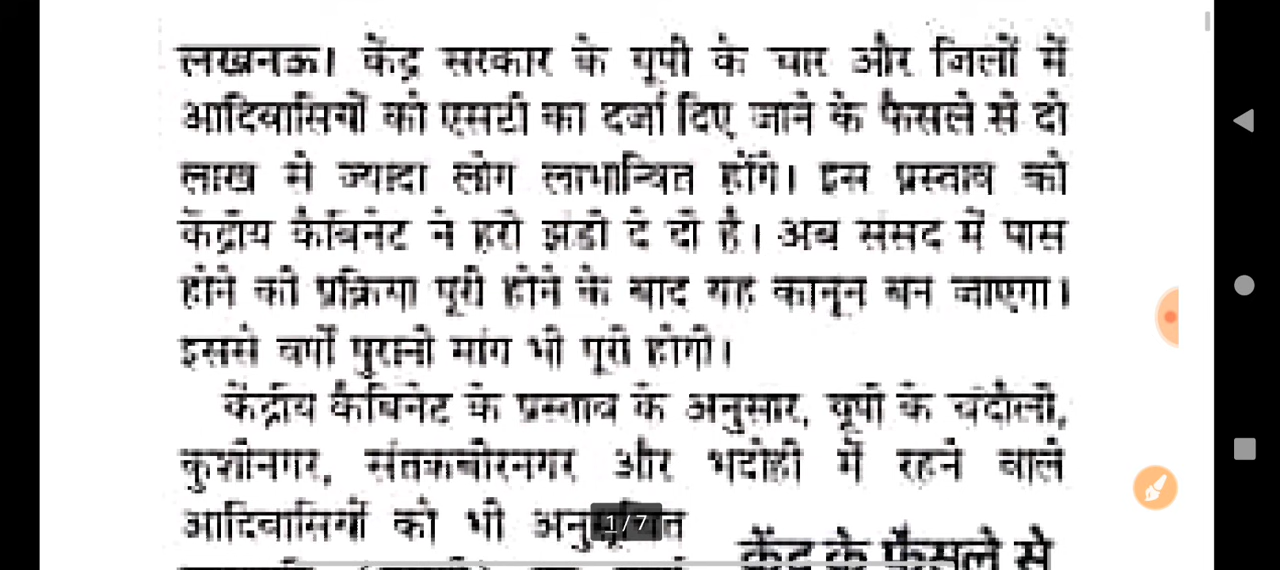 लखनऊ। केंद्र सरकार के यूपी के चार और जिलों में
आदिवासियों को एसटी का दर्जा दिए जाने के फैसले से दो
लाख से ज्यादा लोग लाभान्वित होंगे। इस प्रस्ताव को
केंद्रीय कैबिनेट ने हरी झंडी दे दी है। अब संसद में पास
होने की प्रक्रिया पूरी होने के बाद यह कानून बन जाएगा।
इससे वर्षों पुरानी मांग भी पूरी होगी।
केंद्रीय कैबिनेट के प्रस्ताव के अनुसार, यूपी के चंदौली,
कुशीनगर, संतकबीरनगर और भदोही में रहने वाले
आदिवासियों को भी अनुसूचित
1/7
केंद्र के फैसले से